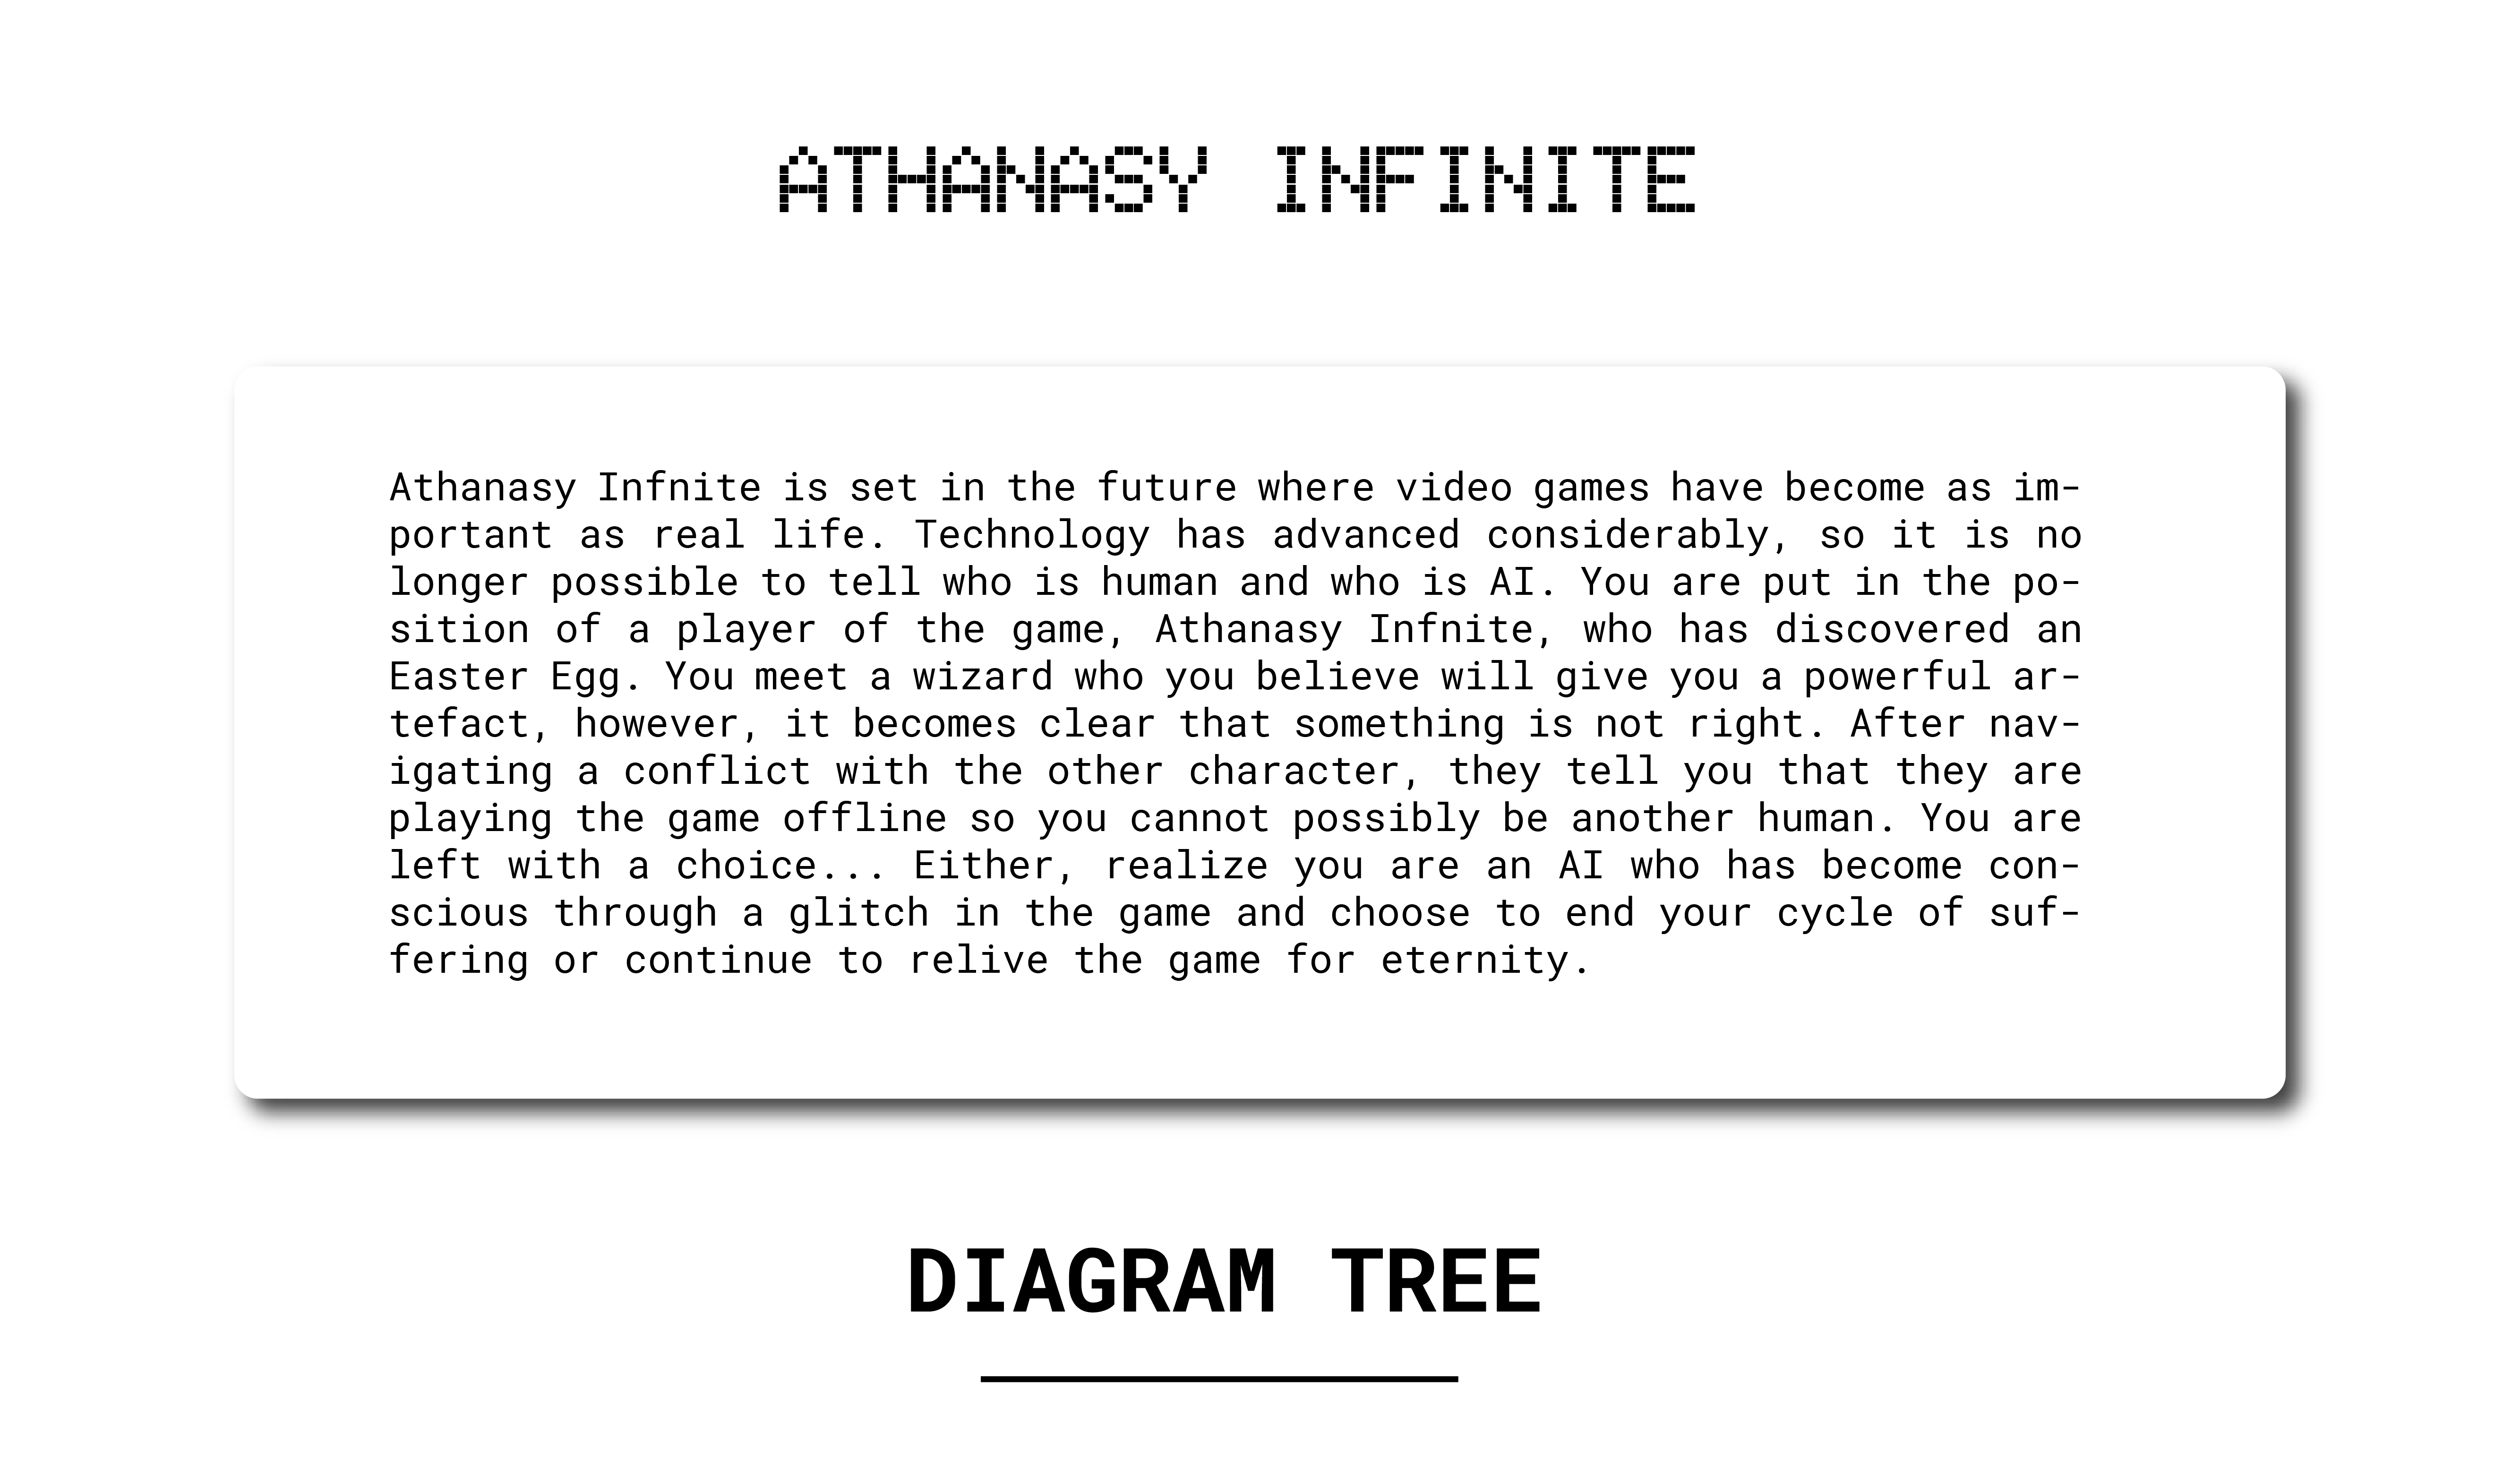 ATHANASY INFINITE
Athanasy Infnite is set in the future where video games have become as im-
portant as real life. Technology has advanced considerably, so it is no
longer possible to tell who is human and who is AI. You are put in the po-
sition of a player of the game, Athanasy Infnite, who has discovered an
Easter Egg. You meet a wizard who you believe will give you a powerful ar-
tefact, however, it becomes clear that something is not right. After nav-
igating a conflict with the other character, they tell you that they are
playing the game offline so you cannot possibly be another human. You are
left with a choice... Either, realize you are an AI who has become con-
scious through a glitch in the game and choose to end your cycle of suf-
fering or continue to relive the game for eternity.
DIAGRAM TREE